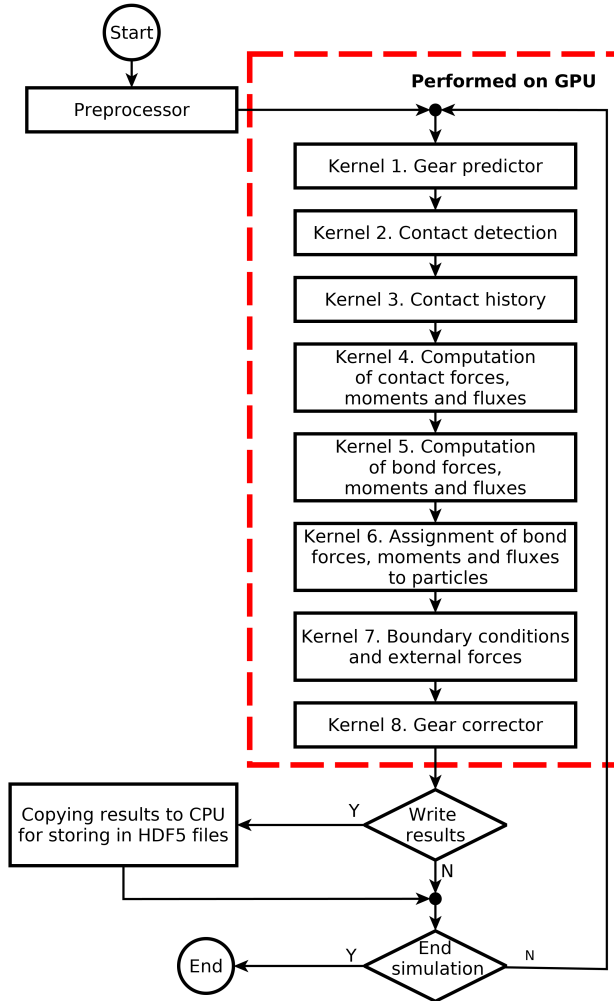 Start
Performed on GPU
Preprocessor
Kernel 1. Gear predictor
Kernel 2. Contact detection
Kernel 3. Contact history
Kernel 4. Computation
of contact forces,
moments and fluxes
Kernel 5. Computation
of bond forces,
moments and fluxes
Kernel 6. Assignment of bond
forces, moments and fluxes
to particles
Kernel 7. Boundary conditions
and external forces
Kernel 8. Gear corrector
Copying results to CPU
for storing in HDF5 files
Y
Write
results
N
End
Y
End
simulation
N